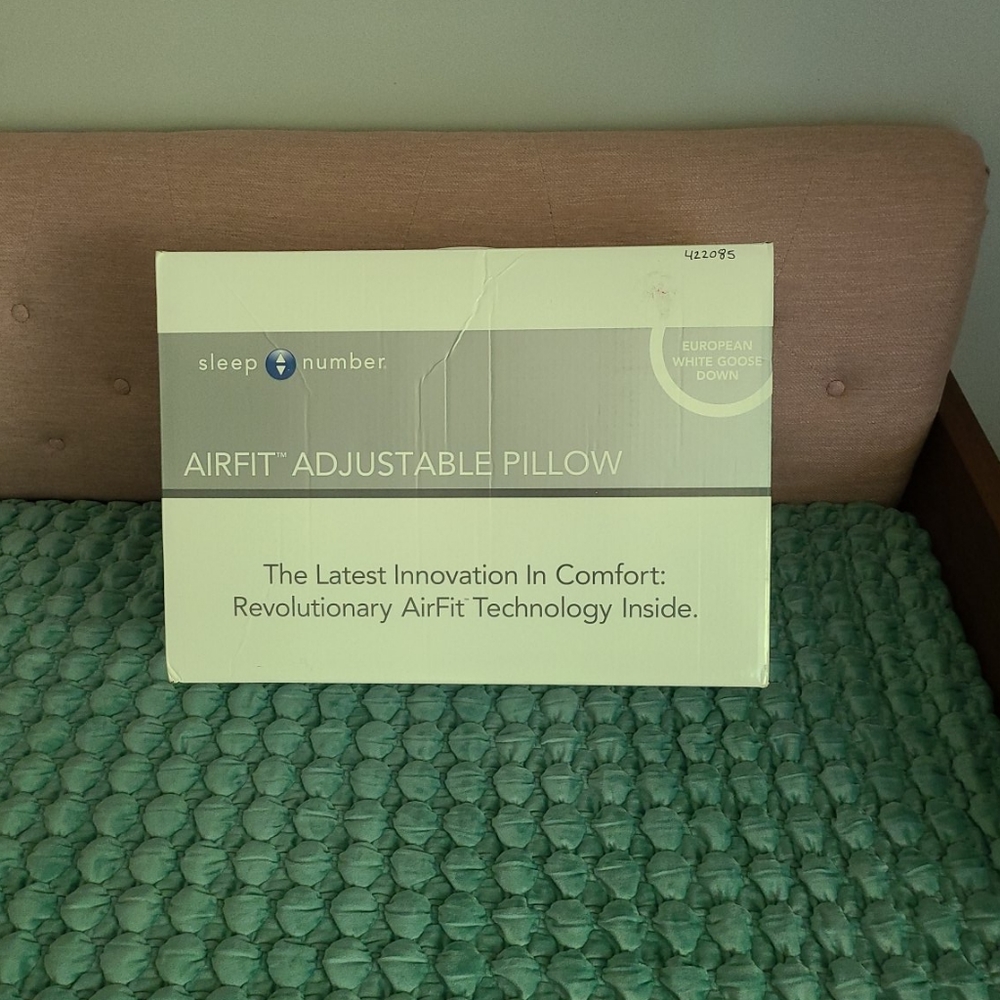 422085
sleep number
EUROPEAN
WHITE GOOSE
DOWN
AIRFIT™ ADJUSTABLE PILLOW
The Latest Innovation In Comfort:
Revolutionary AirFit™ Technology Inside.